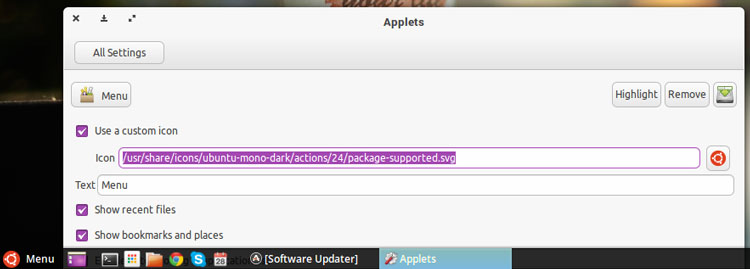 Applets
All Settings
Menu
Highlight
Remove
Use a custom icon
Icon
/usr/share/icons/ubuntu-mono-dark/actions/24/package-supported.svg
Text
Menu
Show recent files
Show bookmarks and places
Menu
28
[Software Updater]
Applets